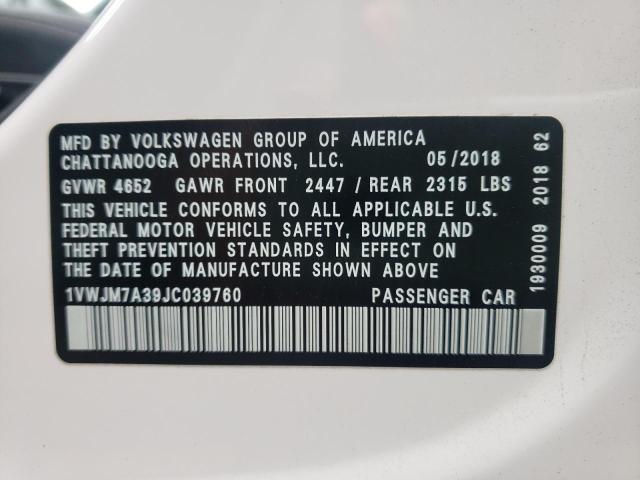 MFD BY VOLKSWAGEN GROUP OF AMERICA
CHATTANOOGA OPERATIONS, LLC. 05/2018
GVWR 4652 GAWR FRONT 2447 / REAR 2315 LBS
THIS VEHICLE CONFORMS TO ALL APPLICABLE U.S.
FEDERAL MOTOR VEHICLE SAFETY, BUMPER AND
THEFT PREVENTION STANDARDS IN EFFECT ON
THE DATE OF MANUFACTURE SHOWN ABOVE.
1VWJM7A39JC039760 PASSENGER CAR
1930009 2018 62